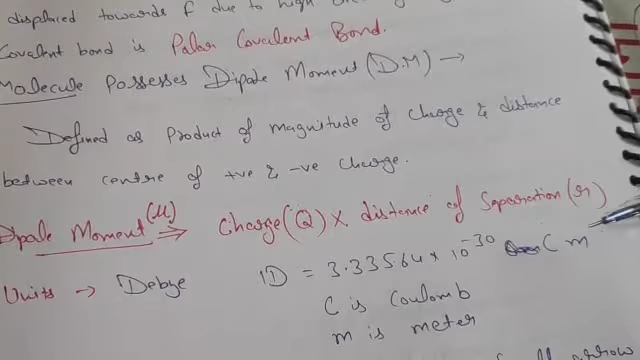 displaced towards F due to high
Covalent bond is Polar Covalent Bond.
Molecule Possesses Dipole Moment (D.M) →
Defined as Product of magnitude of Charge & distance
between centre of +ve & -ve charge.
Dipole Moment (μ) ⇒ Charge (Q) × distance of Separation (r)
Units → Debye 1D = 3.33564 × 10⁻³⁰ C m
C is Coulomb
m is meter
arrow